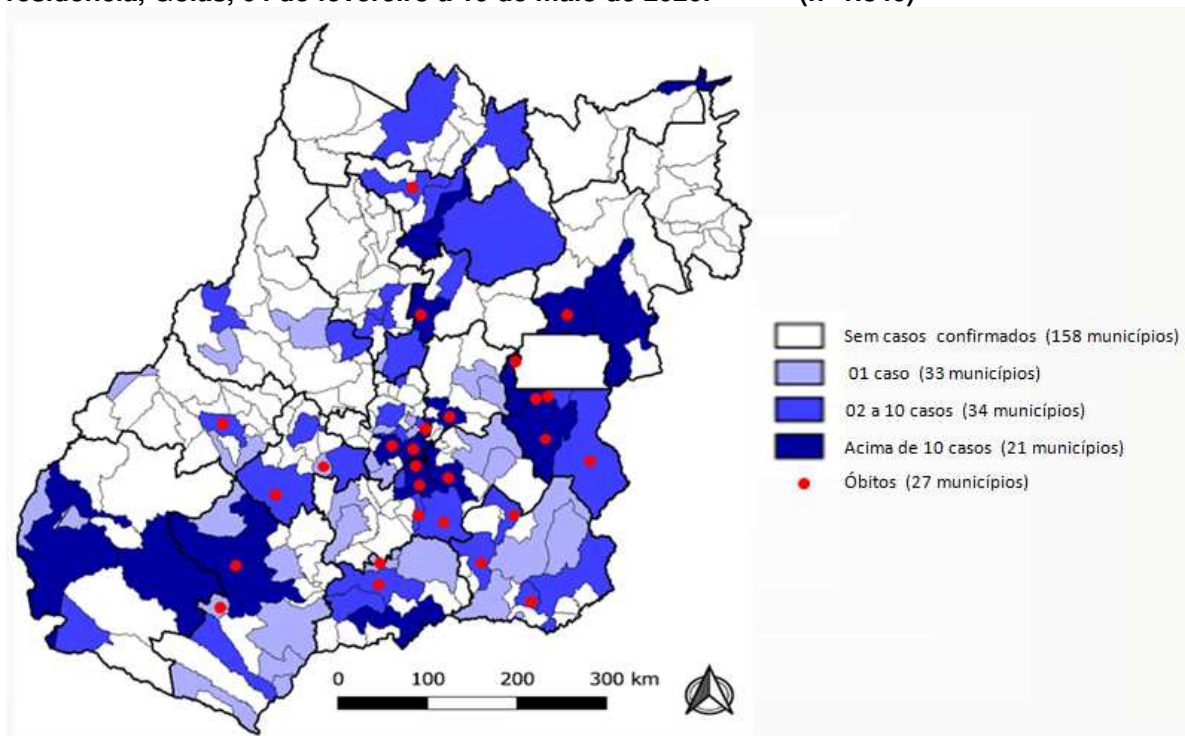 Sem casos confirmados (158 municípios)
01 caso (33 municípios)
02 a 10 casos (34 municípios)
Acima de 10 casos (21 municípios)
Óbitos (27 municípios)
0 100 200 300 km